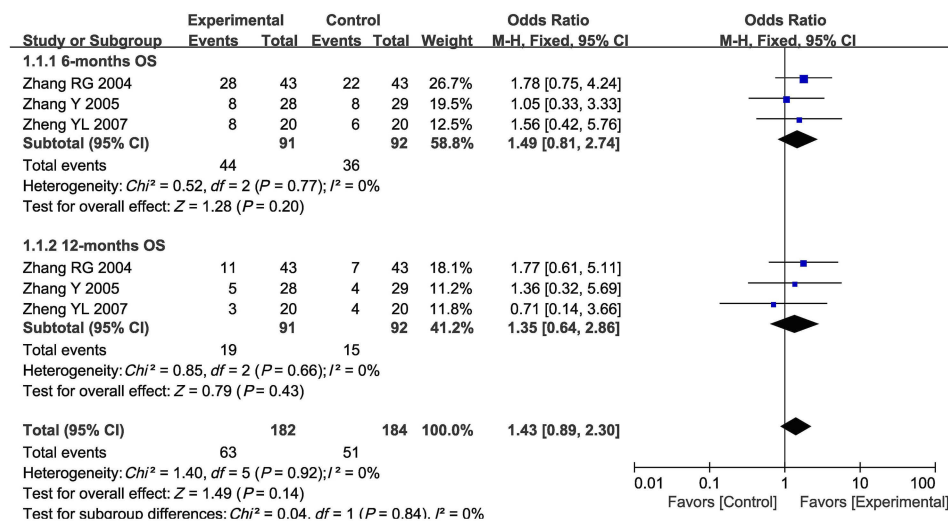 Experimental Control Odds Ratio Odds Ratio
Study or Subgroup Events Total Events Total Weight M-H, Fixed, 95% CI M-H, Fixed, 95% CI
1.1.1 6-months OS
Zhang RG 2004 28 43 22 43 26.7% 1.78 [0.75, 4.24]
Zhang Y 2005 8 28 8 29 19.5% 1.05 [0.33, 3.33]
Zheng YL 2007 8 20 6 20 12.5% 1.56 [0.42, 5.76]
Subtotal (95% CI) 91 92 58.8% 1.49 [0.81, 2.74]
Total events 44 36
Heterogeneity: Chi² = 0.52, df = 2 (P = 0.77); I² = 0%
Test for overall effect: Z = 1.28 (P = 0.20)
1.1.2 12-months OS
Zhang RG 2004 11 43 7 43 18.1% 1.77 [0.61, 5.11]
Zhang Y 2005 5 28 4 29 11.2% 1.36 [0.32, 5.69]
Zheng YL 2007 3 20 4 20 11.8% 0.71 [0.14, 3.66]
Subtotal (95% CI) 91 92 41.2% 1.35 [0.64, 2.86]
Total events 19 15
Heterogeneity: Chi² = 0.85, df = 2 (P = 0.66); I² = 0%
Test for overall effect: Z = 0.79 (P = 0.43)
Total (95% CI) 182 184 100.0% 1.43 [0.89, 2.30]
Total events 63 51
Heterogeneity: Chi² = 1.40, df = 5 (P = 0.92); I² = 0%
Test for overall effect: Z = 1.49 (P = 0.14)
Test for subgroup differences: Chi² = 0.04, df = 1 (P = 0.84), I² = 0%
0.01 0.1 1 10 100
Favors [Control] Favors [Experimental]